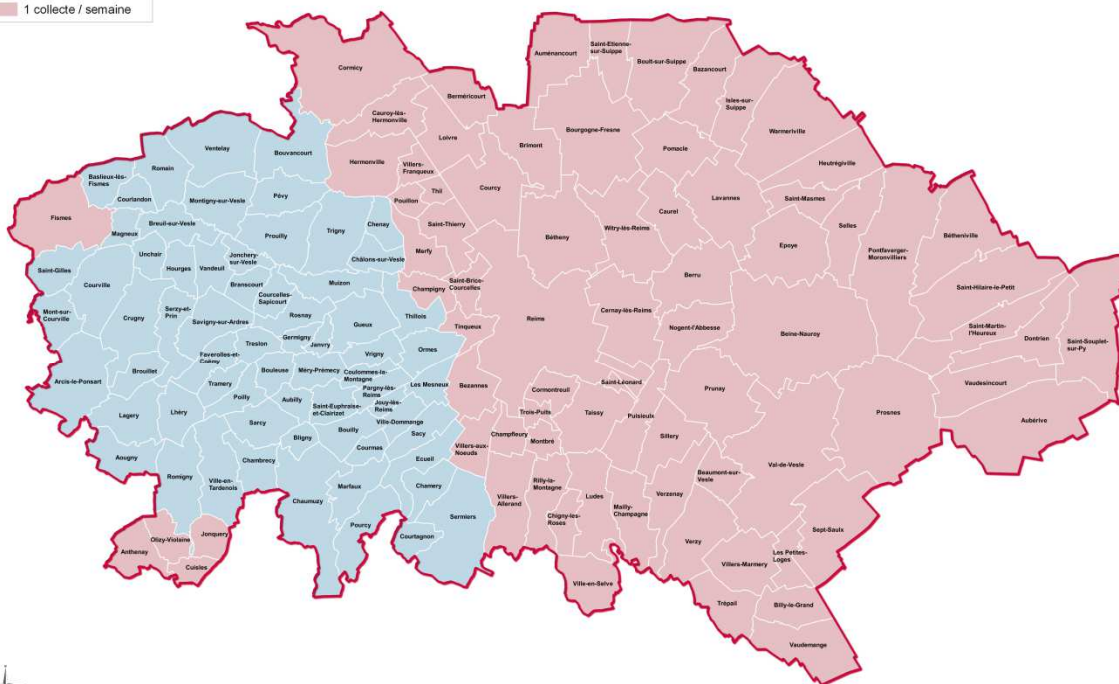 1 collecte / semaine
Cormicy
Auménancourt
Saint-Etienne-
sur-Suippe
Boult-sur-Suippe
Bazancourt
Berméricourt
Isles-sur-
Suippe
Cauroy-lès-
Hermonville
Loivre
Brimont
Bourgogne-Fresne
Warmeriville
Ventelay
Bouvancourt
Pomacle
Hermonville
Villers-
Franqueux
Heutrégiville
Romain
Baslieux-lès-
Fismes
Courlandon
Montigny-sur-Vesle
Pévy
Pouillon
Thil
Courcy
Lavannes
Saint-Masmes
Caurel
Fismes
Magneux
Breuil-sur-Vesle
Prouilly
Trigny
Chenay
Saint-Thierry
Selles
Witry-lès-Reims
Bétheny
Epoye
Pontfaverger-
Moronvilliers
Bétheniville
Unchair
Hourges
Vandeuil
Jonchery-
sur-Vesle
Châlons-sur-Vesle
Merfy
Saint-Gilles
Courville
Branscourt
Muizon
Champigny
Saint-Brice-
Courcelles
Berru
Saint-Hilaire-le-Petit
Courcelles-
Sapicourt
Mont-sur-
Courville
Crugny
Serzy-et-
Prin
Savigny-sur-Ardres
Rosnay
Gueux
Thillois
Tinqueux
Reims
Cernay-lès-Reims
Nogent-l'Abbesse
Beine-Nauroy
Saint-Martin-
l'Heureux
Dontrien
Saint-Souplet-
sur-Py
Treslon
Germigny
Janvry
Vrigny
Ormes
Faverolles-et-
Coëmy
Bouleuse
Méry-Prémecy
Coulommes-la-
Montagne
Brouillet
Arcis-le-Ponsart
Tramery
Poilly
Aubilly
Pargny-lès-
Reims
Les Mesneux
Bezannes
Cormontreuil
Saint-Léonard
Prunay
Vaudesincourt
Lagery
Lhéry
Saint-Euphraise-
et-Clairizet
Jouy-lès-
Reims
Trois-Puits
Taissy
Puisieulx
Prosnes
Aubérive
Sarcy
Bligny
Bouilly
Ville-Dommange
Sacy
Champfleury
Montbré
Sillery
Courmas
Villers-aux-
Noeuds
Aougny
Chambrecy
Ecueil
Val-de-Vesle
Romigny
Ville-en-
Tardenois
Chaumuzy
Marfaux
Chamery
Villers-
Allerand
Rilly-la-
Montagne
Ludes
Mailly-
Champagne
Verzenay
Beaumont-sur-
Vesle
Chigny-les-
Roses
Pourcy
Sermiers
Courtagnon
Sept-Saulx
Olizy-Violaine
Jonquery
Anthenay
Cuisles
Verzy
Villers-Marmery
Les Petites-
Loges
Ville-en-Selve
Trépail
Billy-le-Grand
Vaudemange